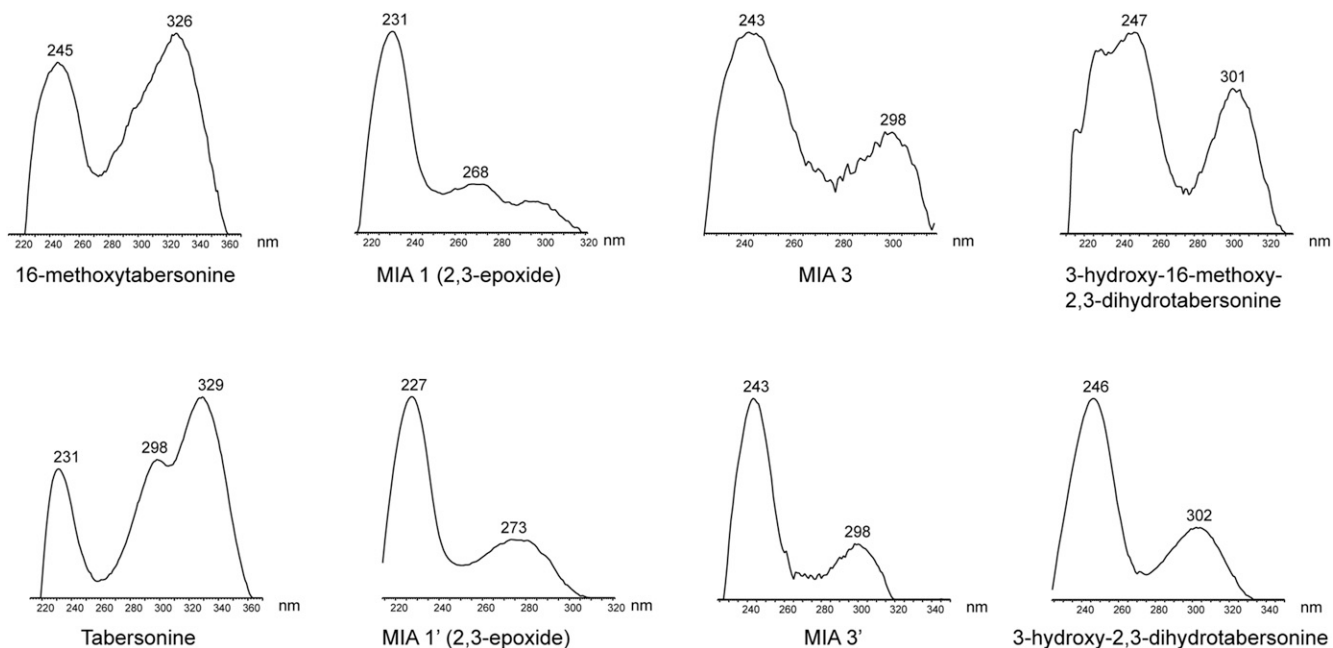 245
326
220 240 260 280 300 320 340 360 nm
16-methoxytabersonine
231
268
220 240 260 280 300 320 nm
MIA 1 (2,3-epoxide)
243
298
240 260 280 300 nm
MIA 3
247
301
220 240 260 280 300 320 nm
3-hydroxy-16-methoxy-
2,3-dihydrotabersonine
231
298
329
220 240 260 280 300 320 340 360 nm
Tabersonine
227
273
220 240 260 280 300 320 nm
MIA 1' (2,3-epoxide)
243
298
240 260 280 300 320 340 nm
MIA 3'
246
302
240 260 280 300 320 340 nm
3-hydroxy-2,3-dihydrotabersonine